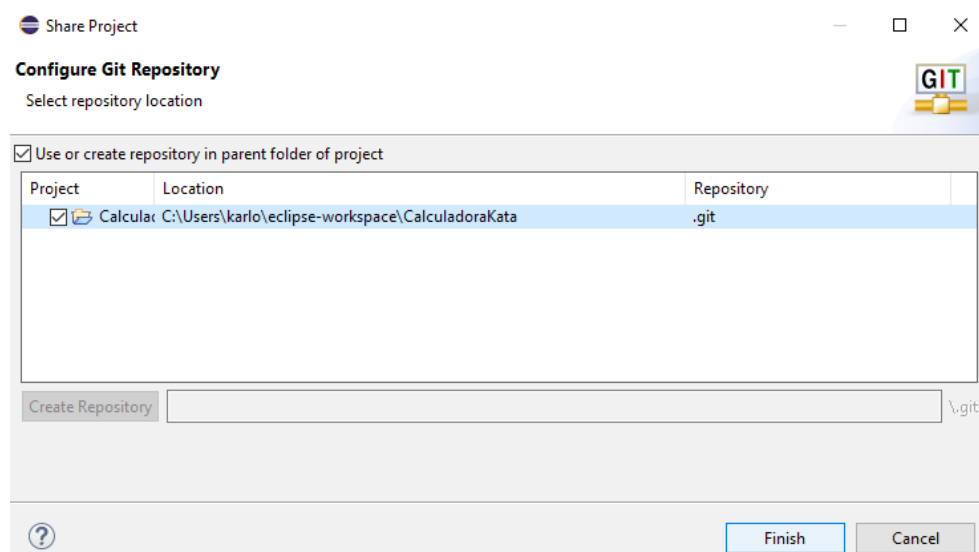 Share Project
Configure Git Repository
Select repository location
GIT
Use or create repository in parent folder of project
Project Location Repository
Calculac C:\Users\karlo\eclipse-workspace\CalculadoraKata .git
Create Repository \.git
? Finish Cancel